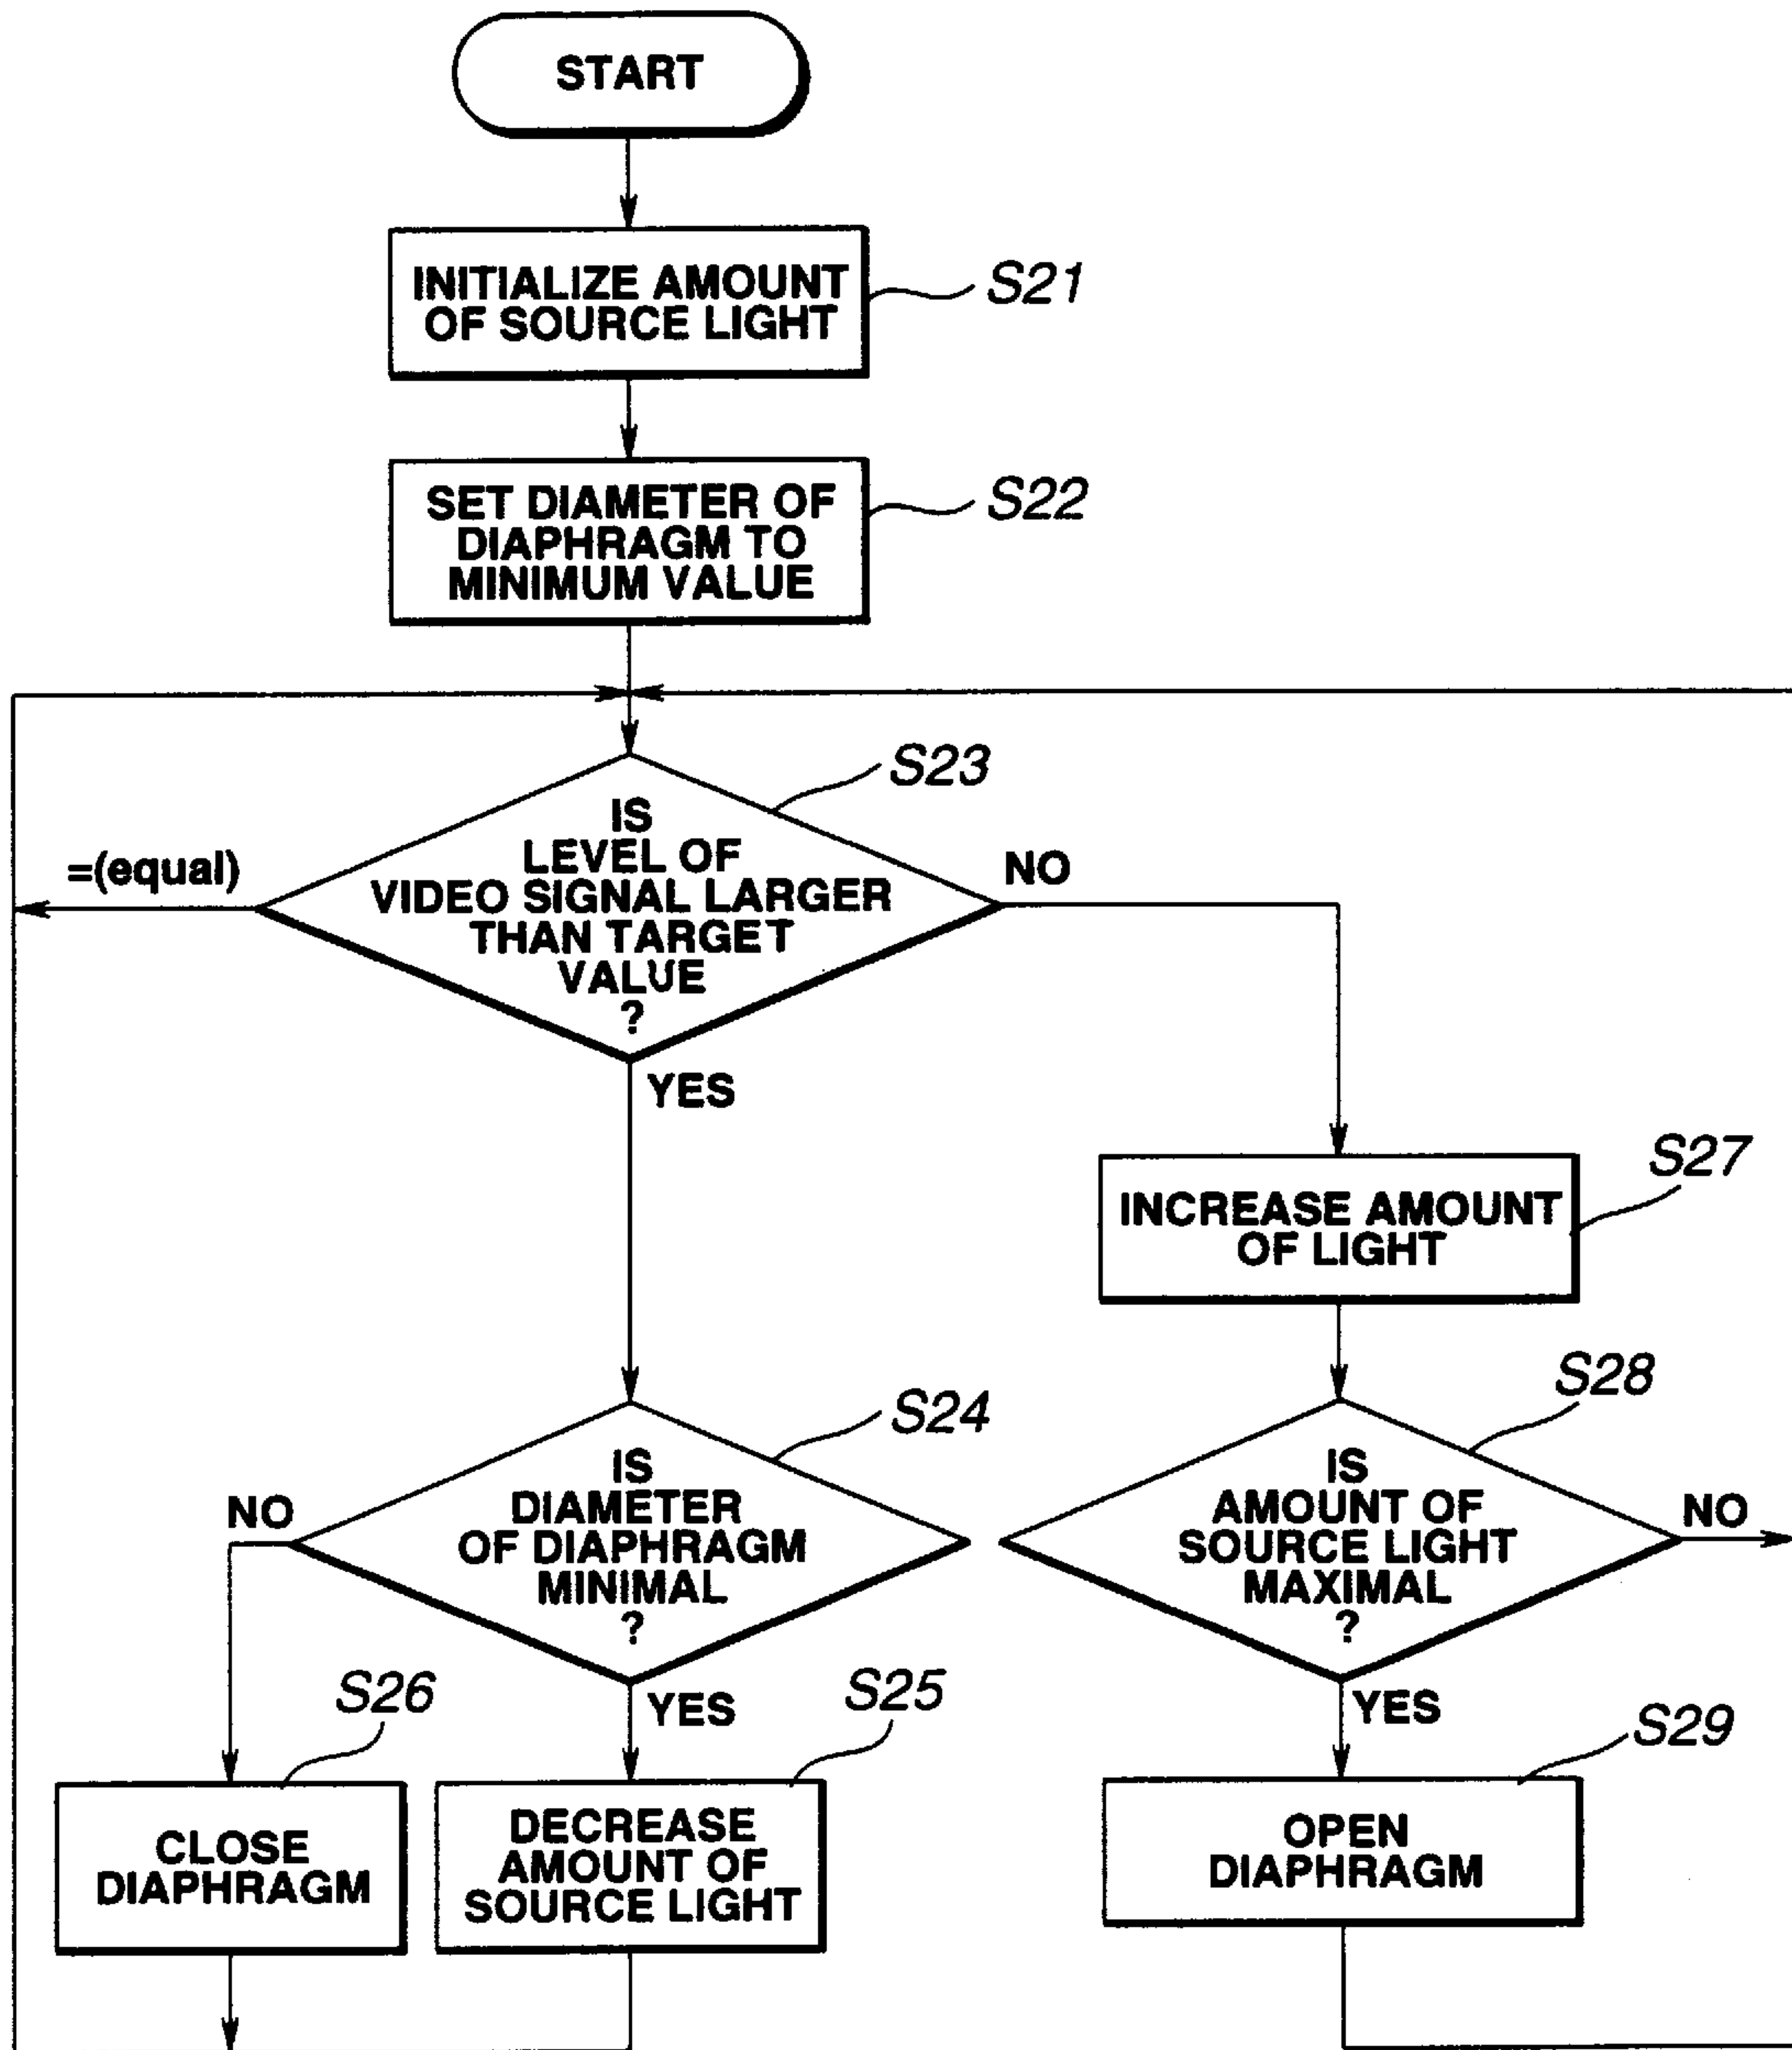 START
INITIALIZE AMOUNT
OF SOURCE LIGHT
S21
SET DIAMETER OF
DIAPHRAGM TO
MINIMUM VALUE
S22
S23
IS
LEVEL OF
VIDEO SIGNAL LARGER
THAN TARGET
VALUE
?
=(equal)
NO
YES
S27
INCREASE AMOUNT
OF LIGHT
S24
IS
DIAMETER
OF DIAPHRAGM
MINIMAL
?
NO
YES
S28
IS
AMOUNT OF
SOURCE LIGHT
MAXIMAL
?
NO
YES
S26
CLOSE
DIAPHRAGM
S25
DECREASE
AMOUNT OF
SOURCE LIGHT
S29
OPEN
DIAPHRAGM